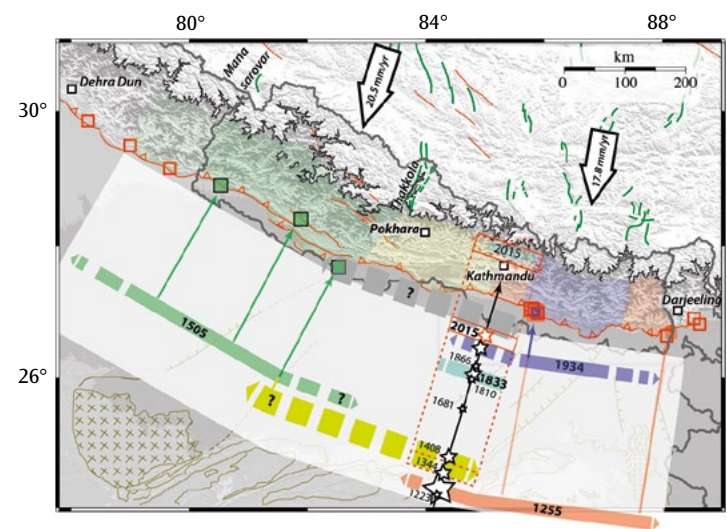 80° 84° 88°
Mana
sarovar
Dehra Dun
20.5 mm/yr
km
0 100 200
30°
17.8 mm/yr
Thakkola
Pokhara
2015
Kathmandu
?
Darjeeling
1505
2015
1934
1866
1833
1810
26°
?
?
1681
1408
1344
1223
1255